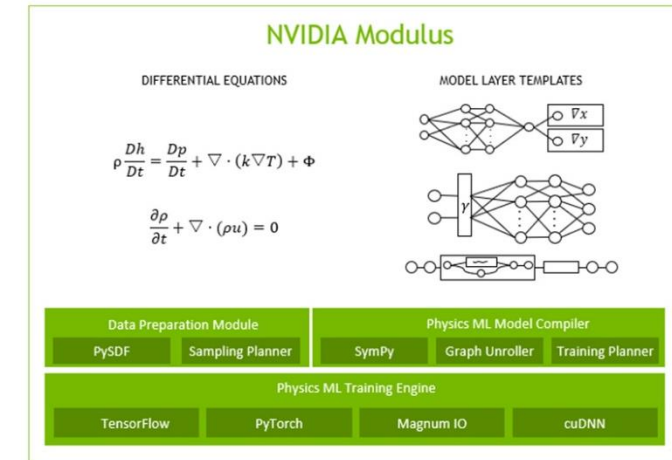 NVIDIA Modulus
DIFFERENTIAL EQUATIONS
MODEL LAYER TEMPLATES
ρ Dh/Dt = Dp/Dt + ∇ · (k∇T) + Φ
∂ρ/∂t + ∇ · (ρu) = 0
∇x
∇y
γ
Data Preparation Module
PySDF Sampling Planner
Physics ML Model Compiler
SymPy Graph Unroller Training Planner
Physics ML Training Engine
TensorFlow PyTorch Magnum IO cuDNN